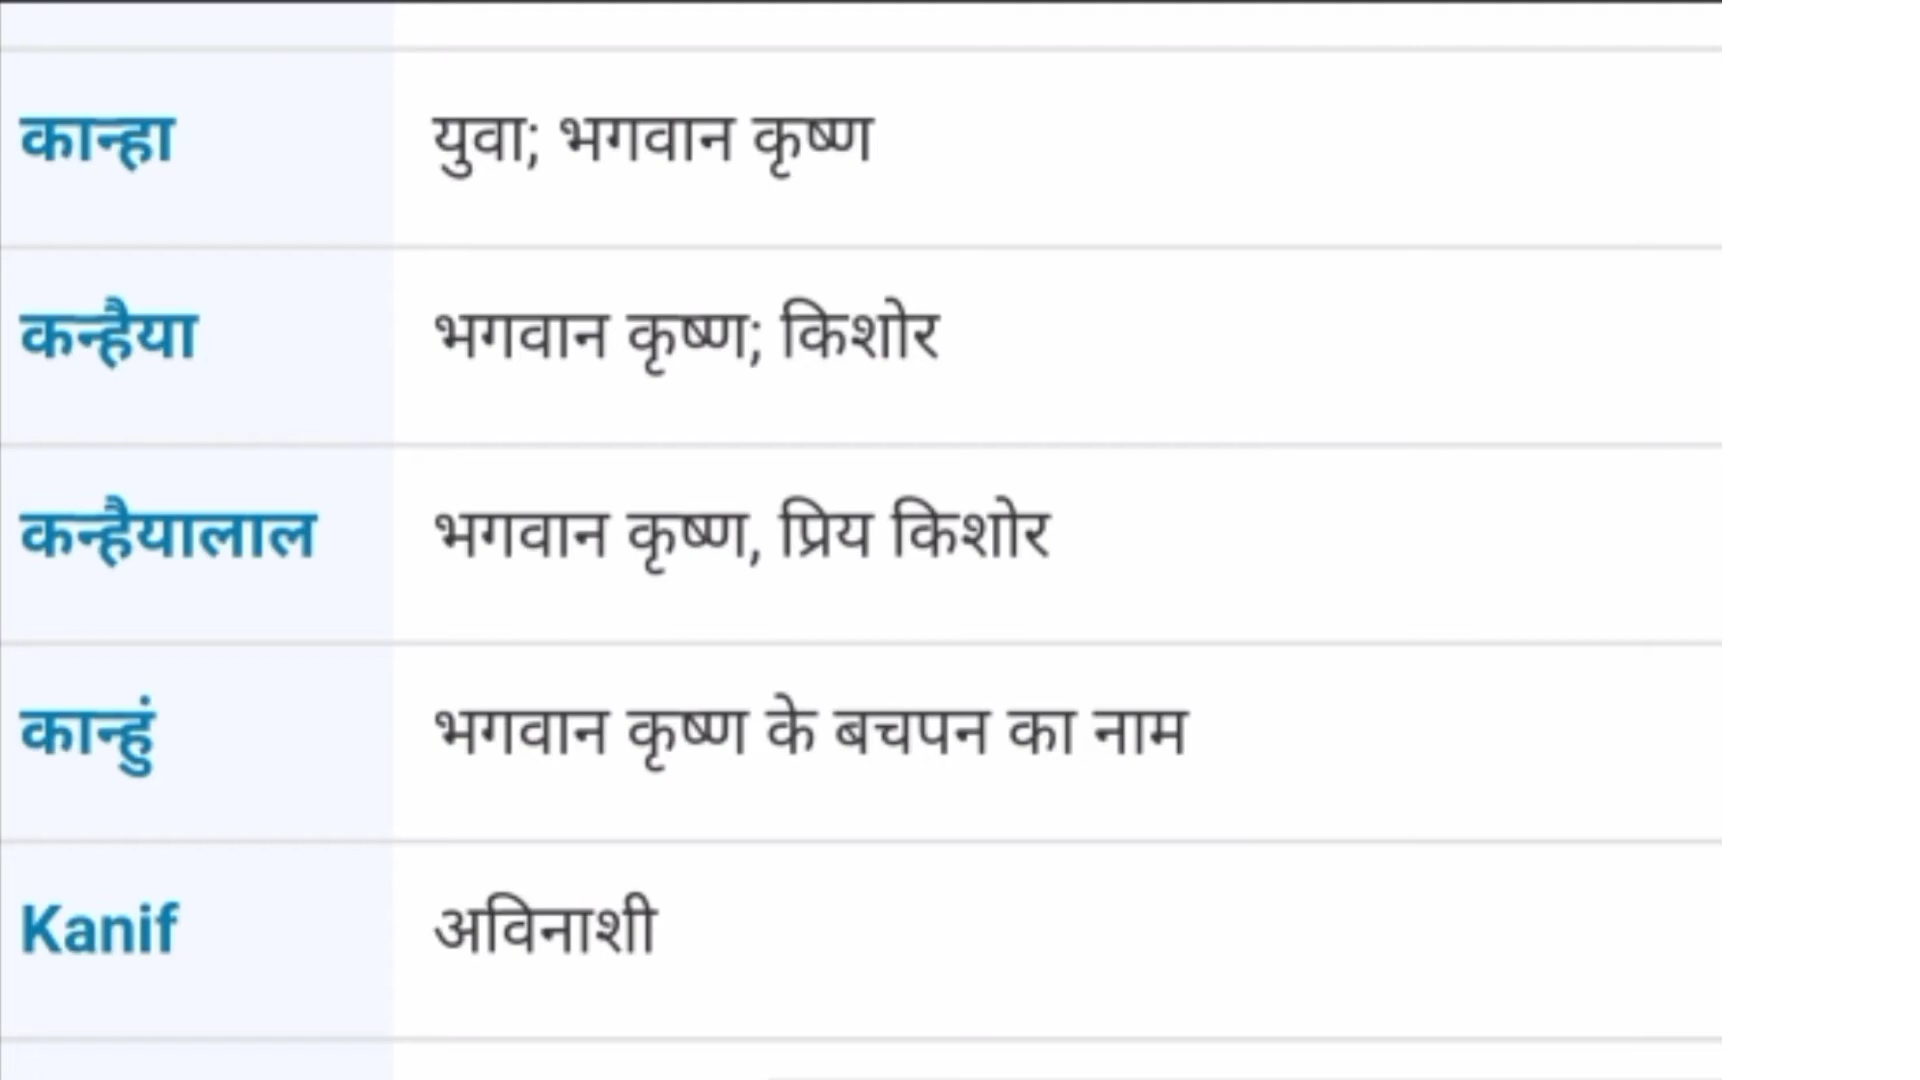 कान्हा युवा; भगवान कृष्ण
कन्हैया भगवान कृष्ण; किशोर
कन्हैयालाल भगवान कृष्ण, प्रिय किशोर
कान्हुं भगवान कृष्ण के बचपन का नाम
Kanif अविनाशी